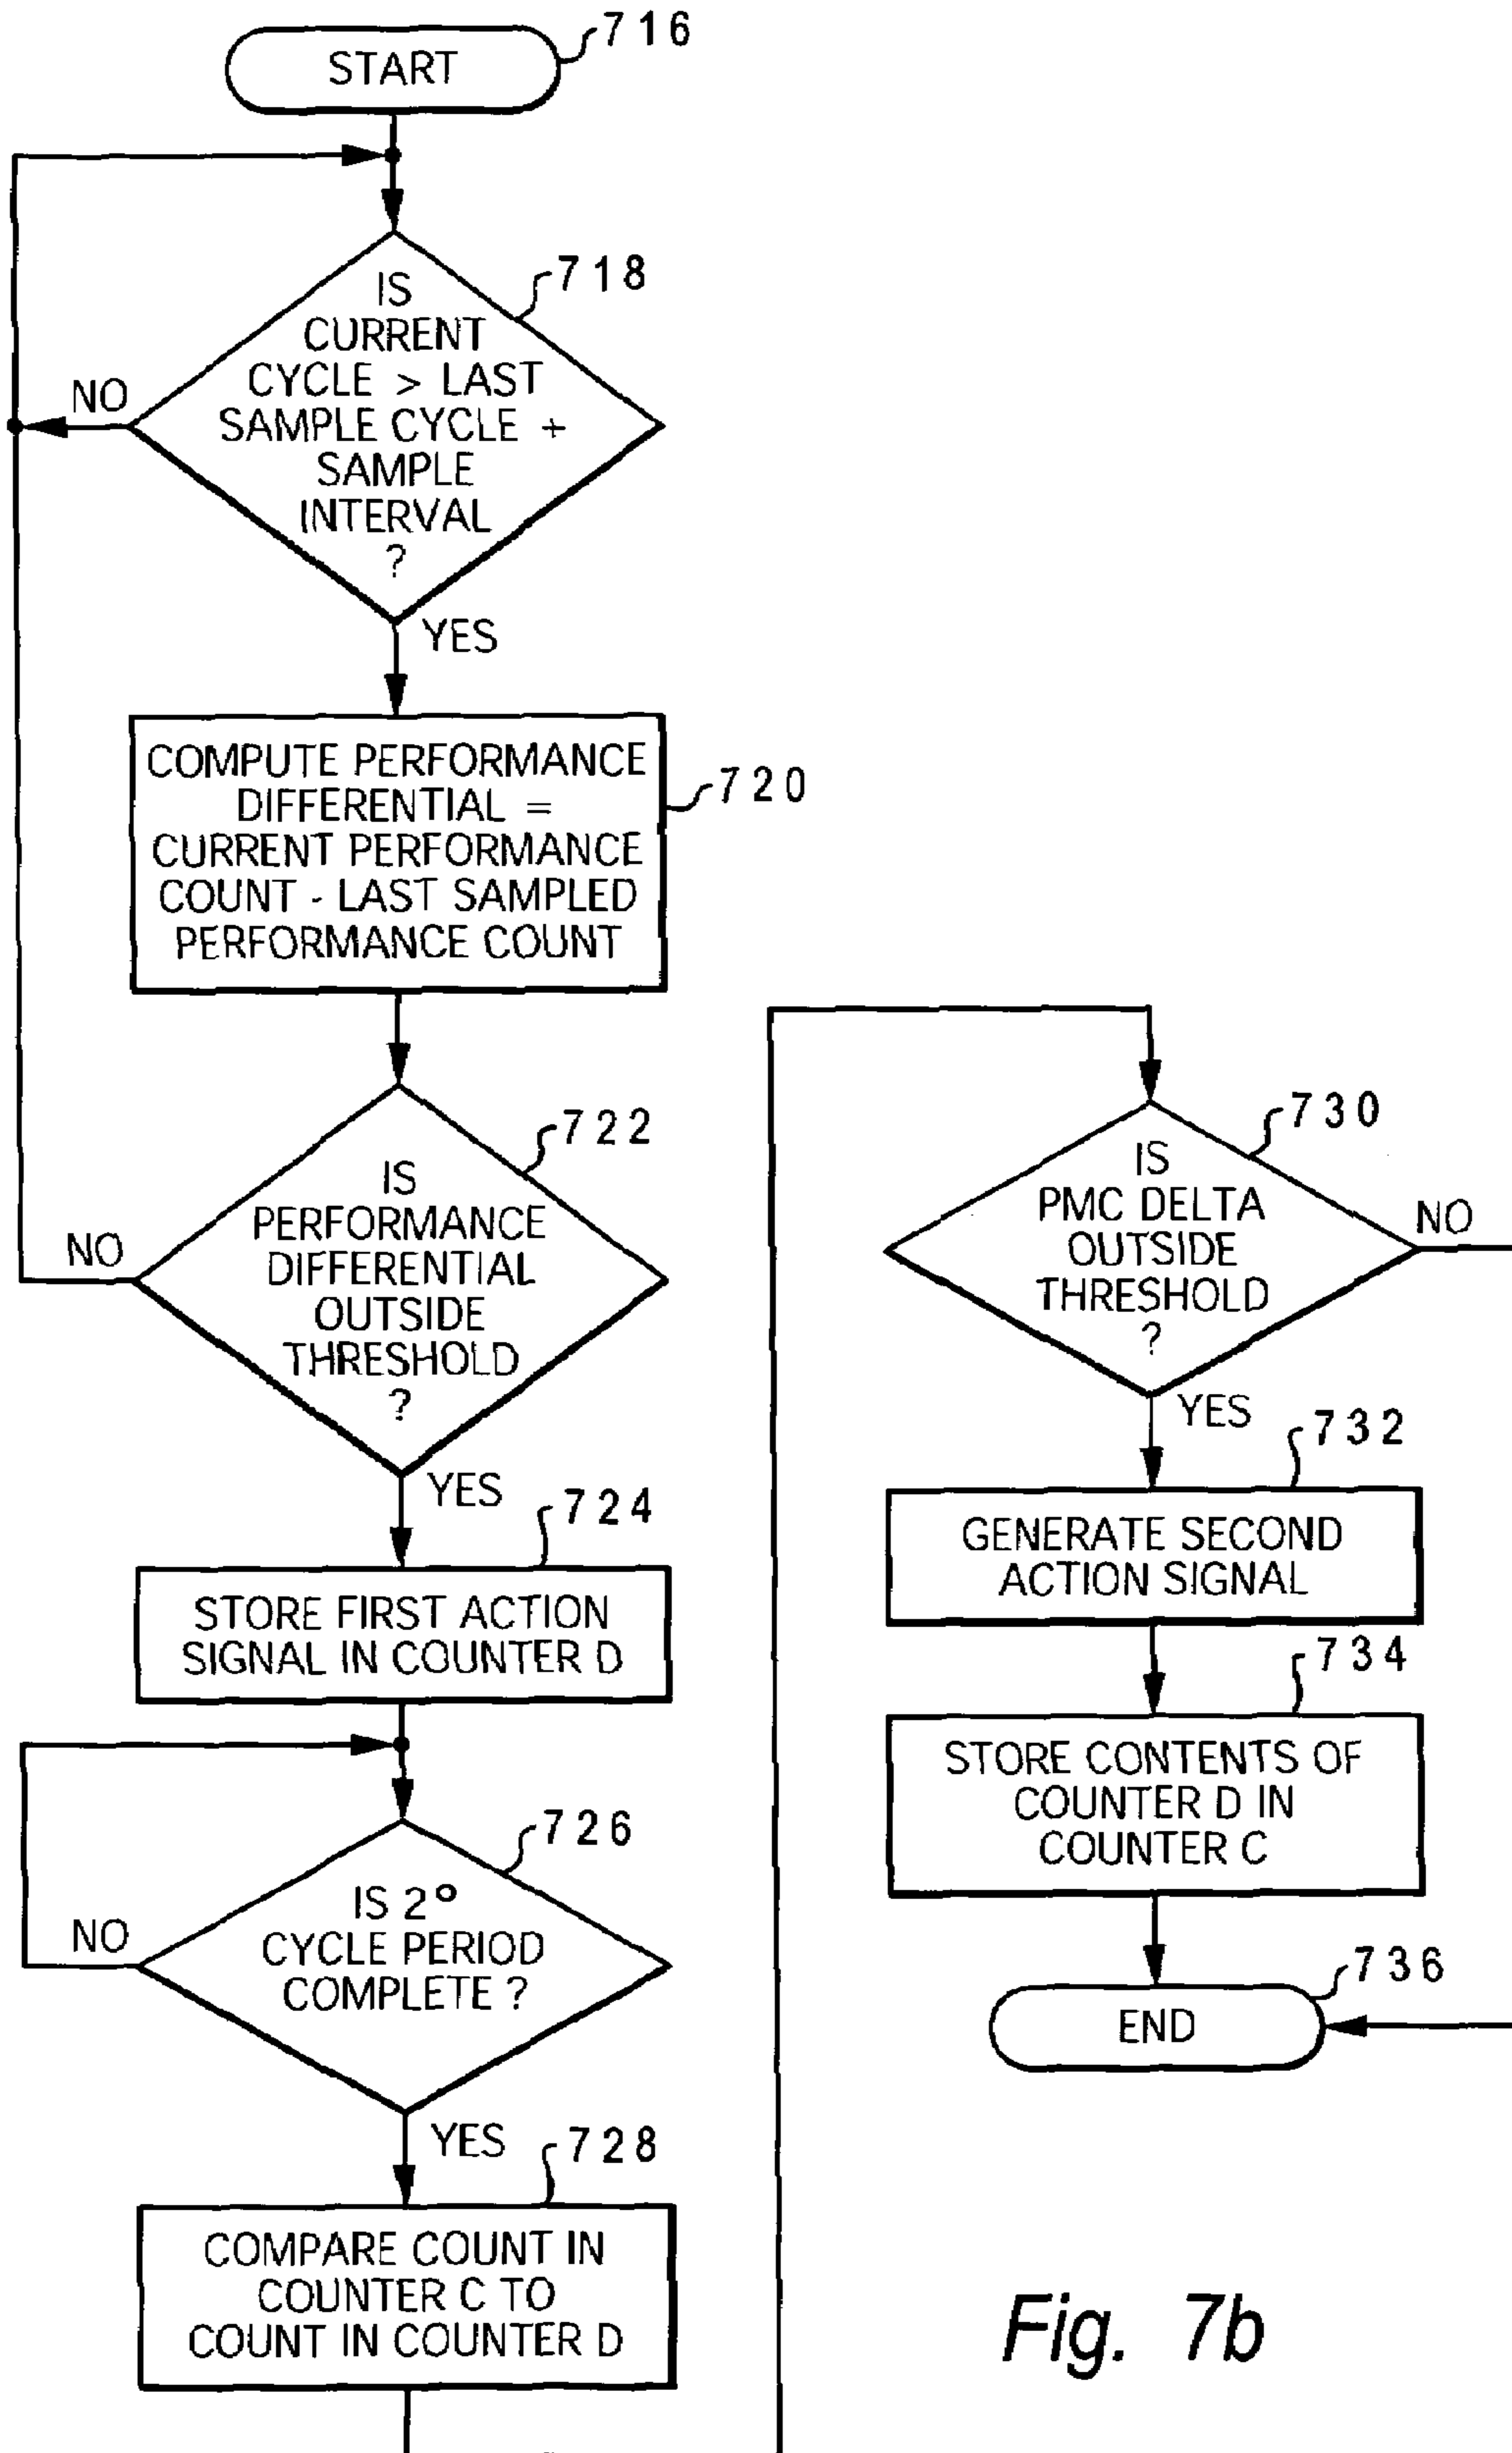 START
716
IS
CURRENT
CYCLE > LAST
SAMPLE CYCLE +
SAMPLE
INTERVAL
?
718
NO
YES
COMPUTE PERFORMANCE
DIFFERENTIAL =
CURRENT PERFORMANCE
COUNT - LAST SAMPLED
PERFORMANCE COUNT
720
IS
PERFORMANCE
DIFFERENTIAL
OUTSIDE
THRESHOLD
?
722
NO
YES
724
STORE FIRST ACTION
SIGNAL IN COUNTER D
IS 2°
CYCLE PERIOD
COMPLETE ?
726
NO
YES
728
COMPARE COUNT IN
COUNTER C TO
COUNT IN COUNTER D
IS
PMC DELTA
OUTSIDE
THRESHOLD
?
730
NO
YES
732
GENERATE SECOND
ACTION SIGNAL
734
STORE CONTENTS OF
COUNTER D IN
COUNTER C
736
END
Fig. 7b